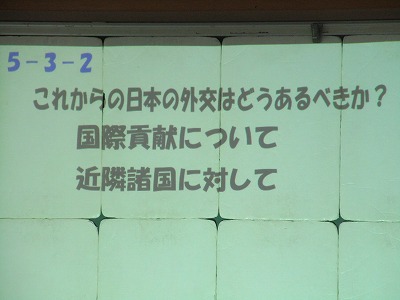 5-3-2
これからの日本の外交はどうあるべきか？
国際貢献について
近隣諸国に対して